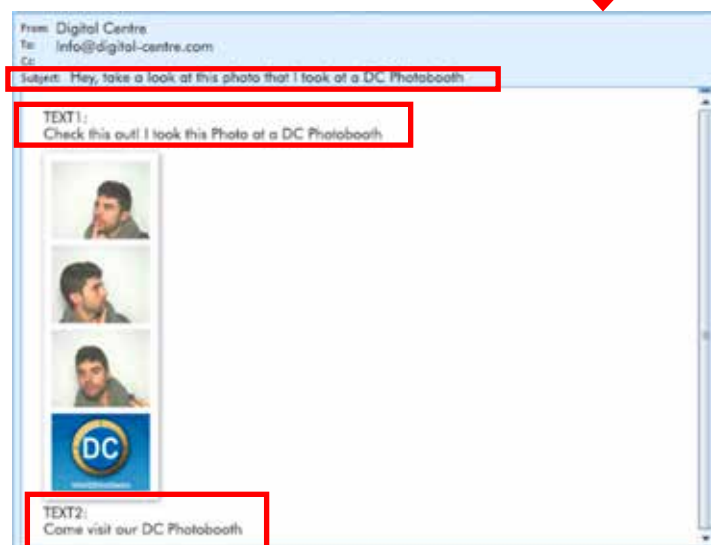 From: Digital Centre
To: Info@digital-centre.com
Cc:
Subject: Hey, take a look at this photo that I took at a DC Photobooth
TEXT1:
Check this out! I took this Photo at a DC Photobooth
DC
TEXT2:
Come visit our DC Photobooth